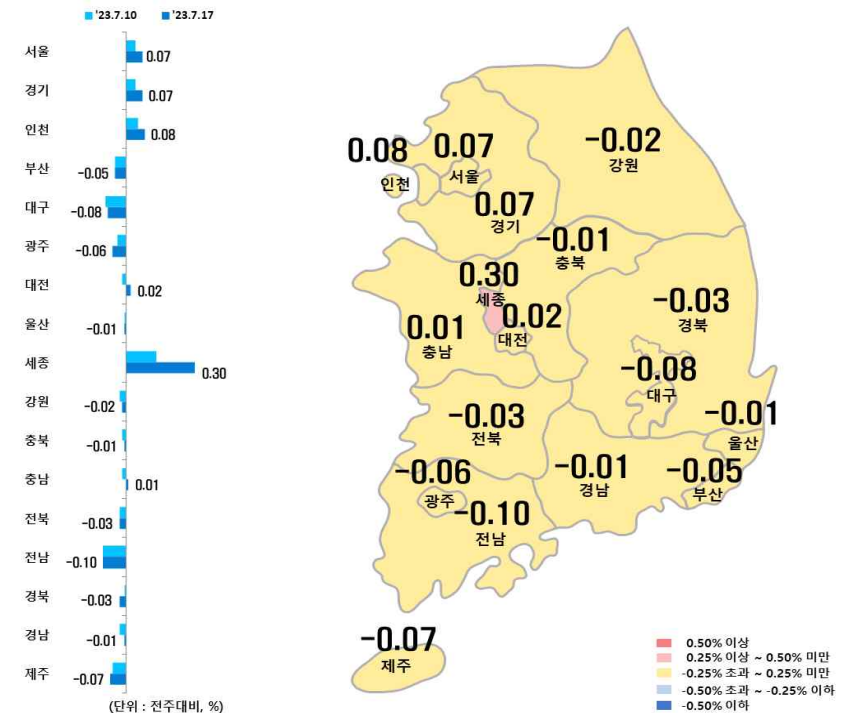 '23.7.10 '23.7.17
서울 0.07
경기 0.07
인천 0.08
부산 -0.05
대구 -0.08
광주 -0.06
대전 0.02
울산 -0.01
세종 0.30
강원 -0.02
충북 -0.01
충남 0.01
전북 -0.03
전남 -0.10
경북 -0.03
경남 -0.01
제주 -0.07
(단위 : 전주대비, %)
-0.02
강원
0.08
인천
0.07
서울
0.07
경기
-0.01
충북
0.30
세종
0.02
대전
0.01
충남
-0.03
경북
-0.08
대구
-0.01
울산
-0.03
전북
-0.06
광주
-0.01
경남
-0.05
부산
-0.10
전남
-0.07
제주
0.50% 이상
0.25% 이상 ~ 0.50% 미만
-0.25% 초과 ~ 0.25% 미만
-0.50% 초과 ~ -0.25% 이하
-0.50% 이하